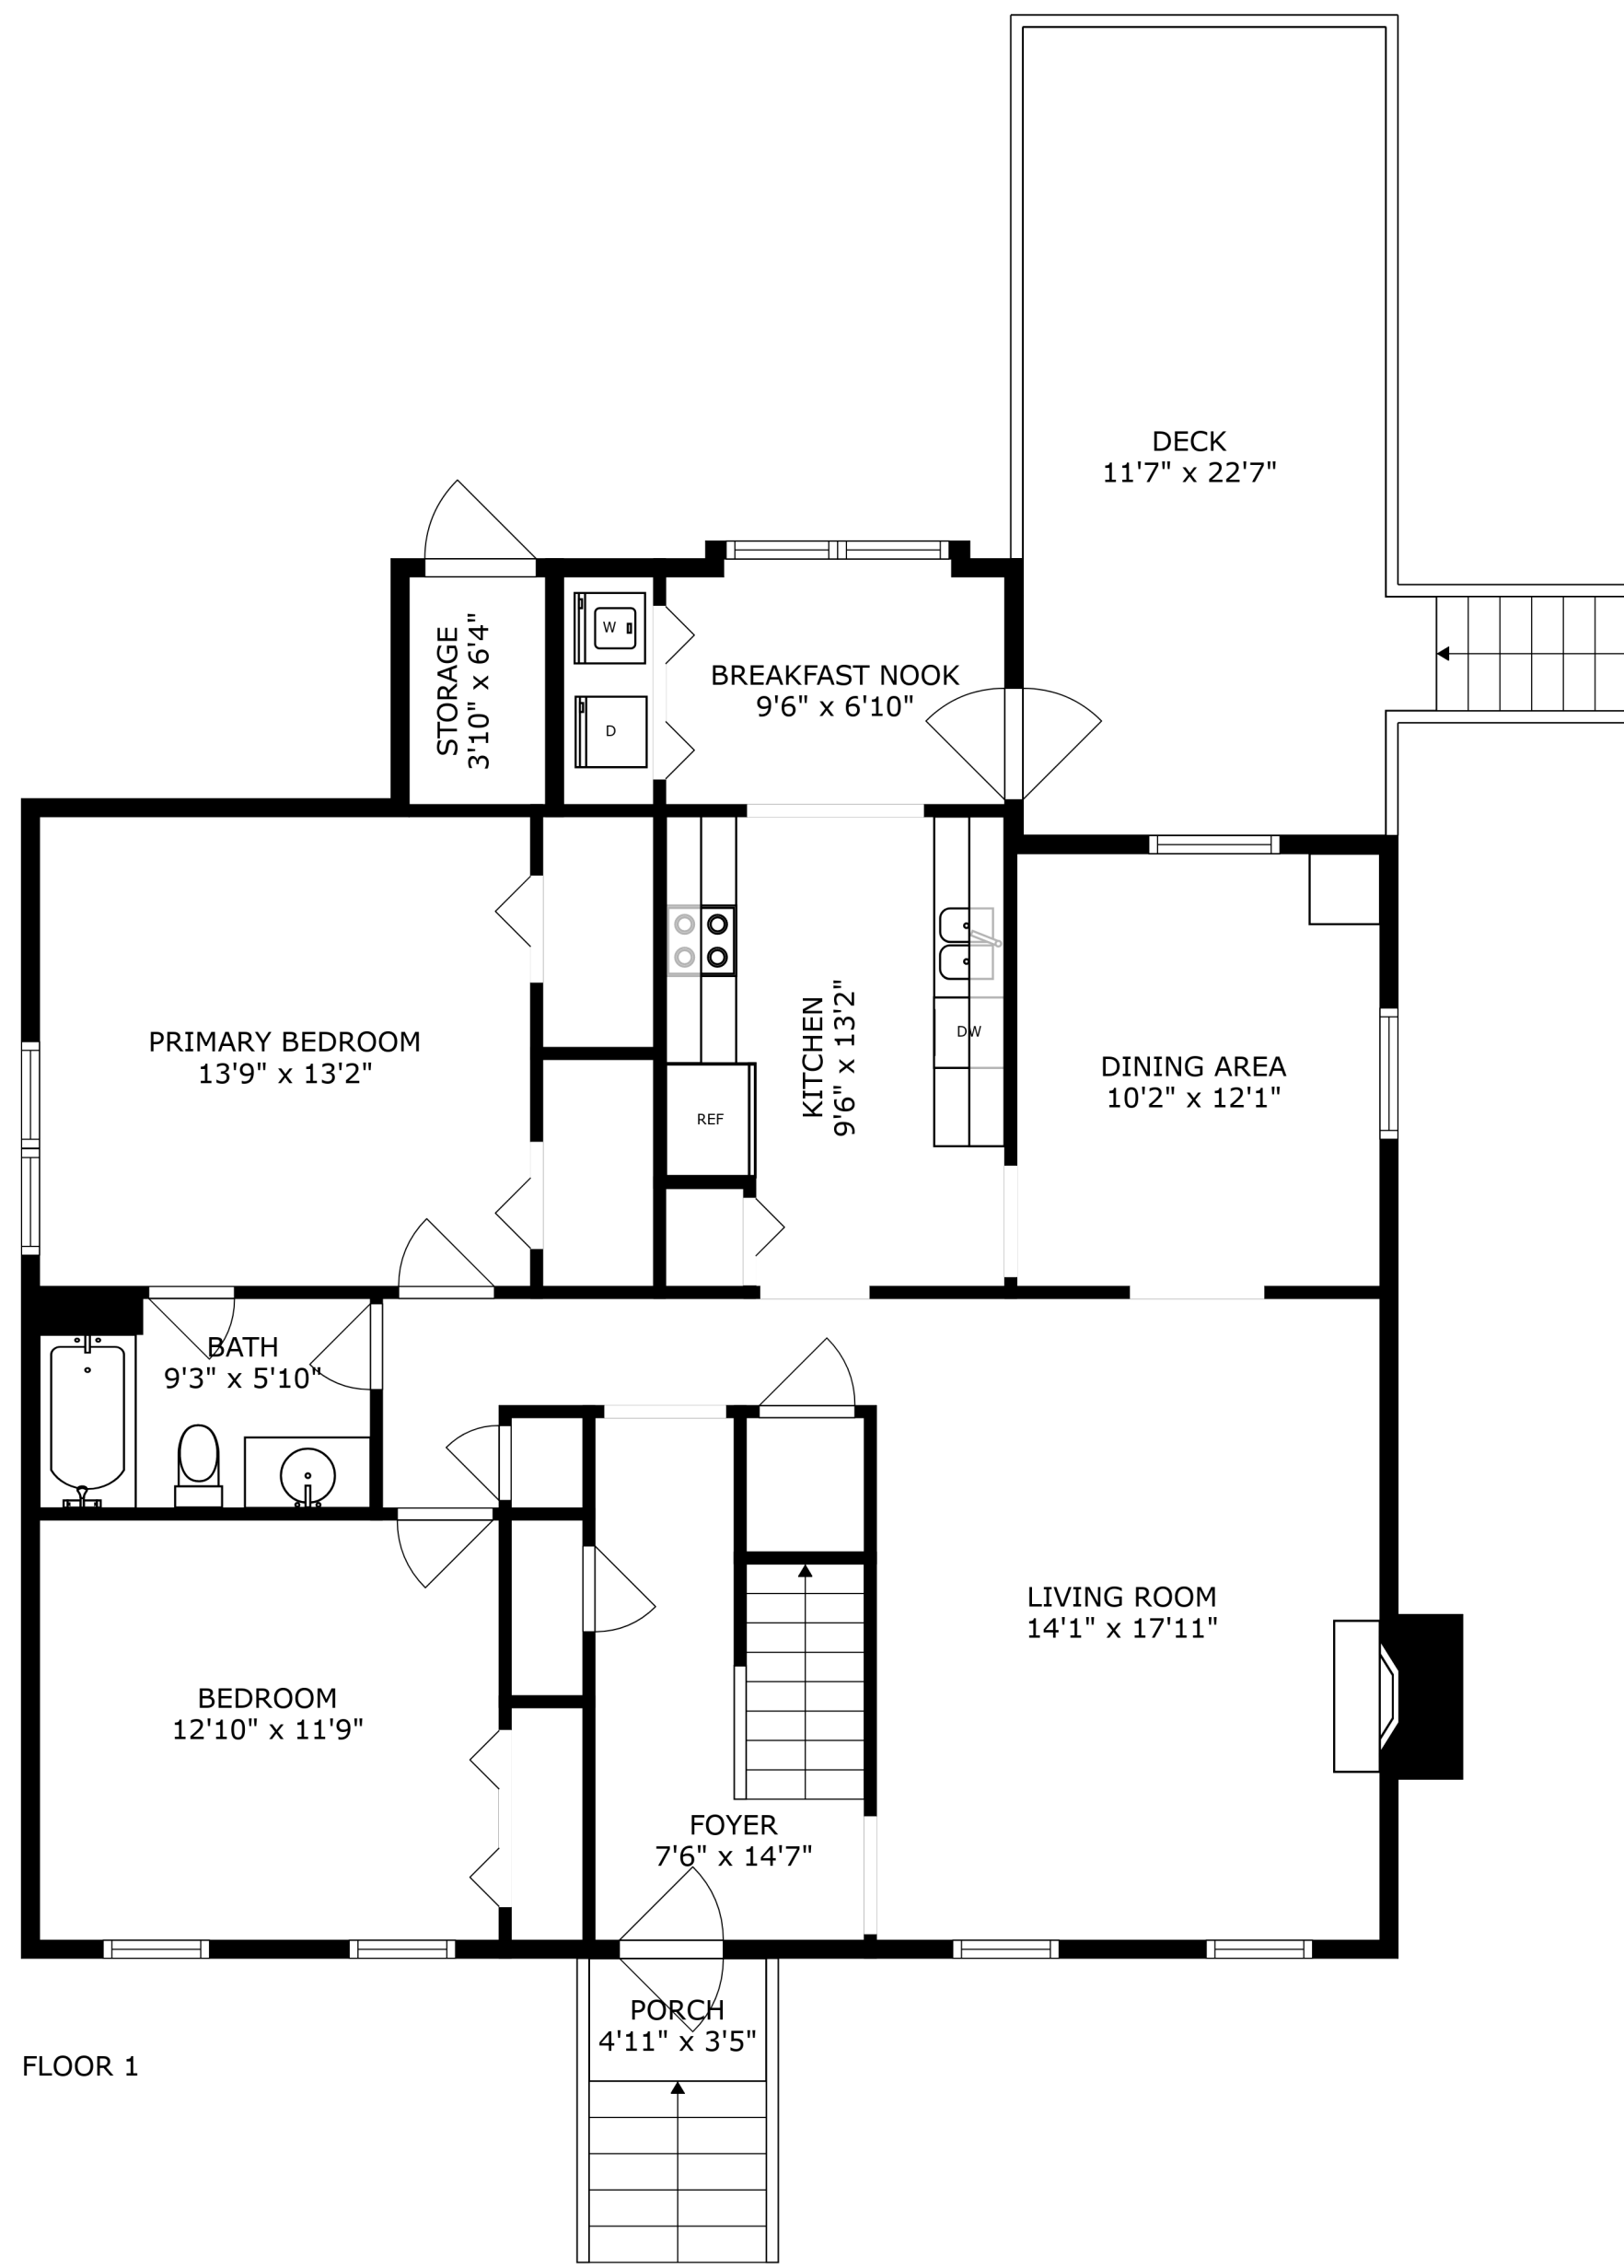 DECK
11'7" x 22'7"
STORAGE
3'10" x 6'4"
W
D
BREAKFAST NOOK
9'6" x 6'10"
PRIMARY BEDROOM
13'9" x 13'2"
KITCHEN
9'6" x 13'2"
DW
REF
DINING AREA
10'2" x 12'1"
BATH
9'3" x 5'10"
LIVING ROOM
14'1" x 17'11"
BEDROOM
12'10" x 11'9"
FOYER
7'6" x 14'7"
PORCH
4'11" x 3'5"
FLOOR 1